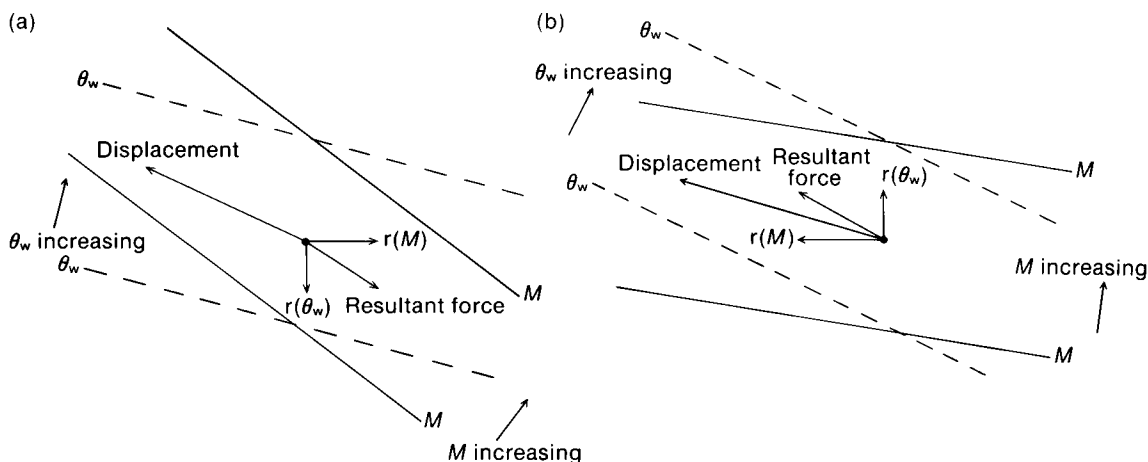 (a)
θw
Displacement
θw increasing
θw
r(M)
r(θw)
Resultant force
M
M
M increasing
(b)
θw
θw increasing
Displacement
Resultant
force
r(θw)
M
θw
r(M)
M increasing
M